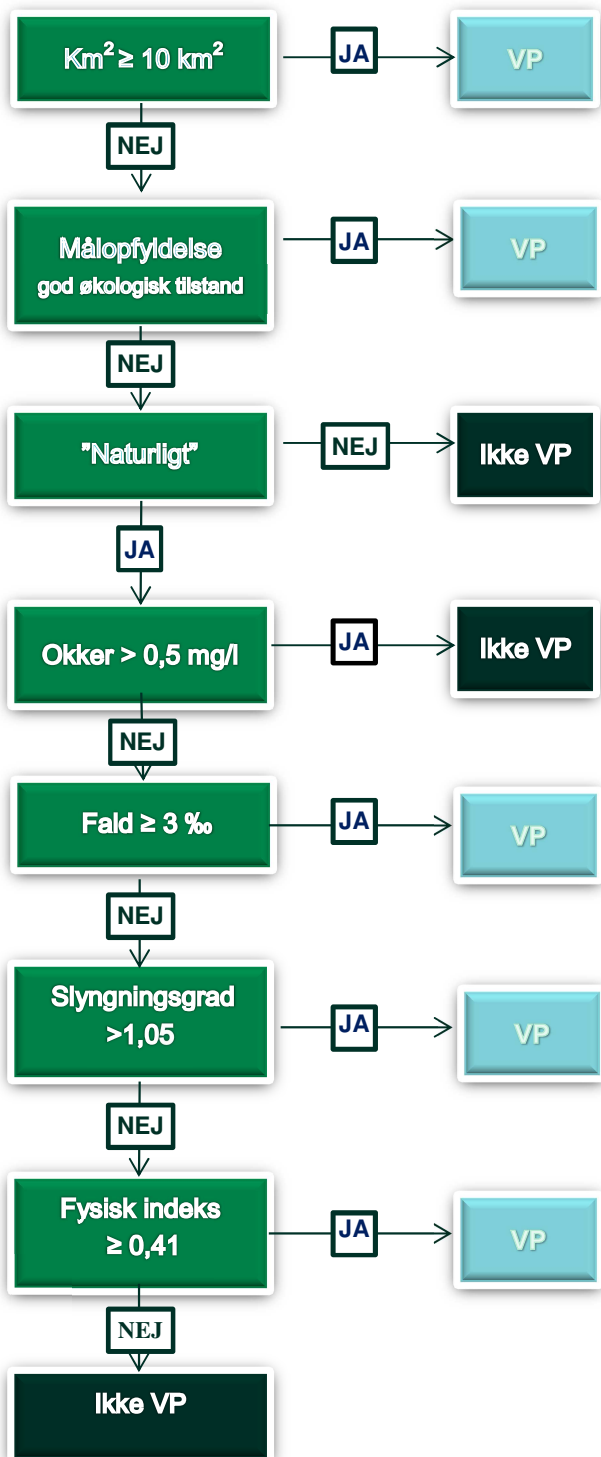 Km² ≥ 10 km²
JA
VP
NEJ
Målopfyldelse
god økologisk tilstand
JA
VP
NEJ
"Naturligt"
NEJ
Ikke VP
JA
Okker > 0,5 mg/l
JA
Ikke VP
NEJ
Fald ≥ 3 ‰
JA
VP
NEJ
Slyngningsgrad
>1,05
JA
VP
NEJ
Fysisk indeks
≥ 0,41
JA
VP
NEJ
Ikke VP